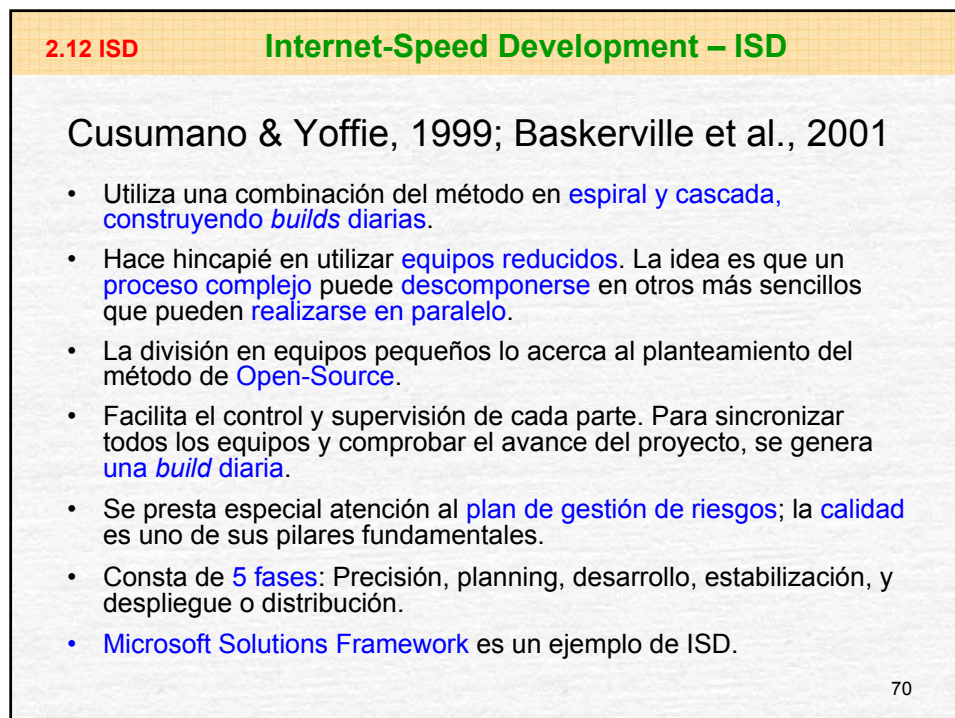 2.12 ISD Internet-Speed Development – ISD
Cusumano & Yoffie, 1999; Baskerville et al., 2001
• Utiliza una combinación del método en espiral y cascada,
construyendo builds diarias.
• Hace hincapié en utilizar equipos reducidos. La idea es que un
proceso complejo puede descomponerse en otros más sencillos
que pueden realizarse en paralelo.
• La división en equipos pequeños lo acerca al planteamiento del
método de Open-Source.
• Facilita el control y supervisión de cada parte. Para sincronizar
todos los equipos y comprobar el avance del proyecto, se genera
una build diaria.
• Se presta especial atención al plan de gestión de riesgos; la calidad
es uno de sus pilares fundamentales.
• Consta de 5 fases: Precisión, planning, desarrollo, estabilización, y
despliegue o distribución.
• Microsoft Solutions Framework es un ejemplo de ISD.
70